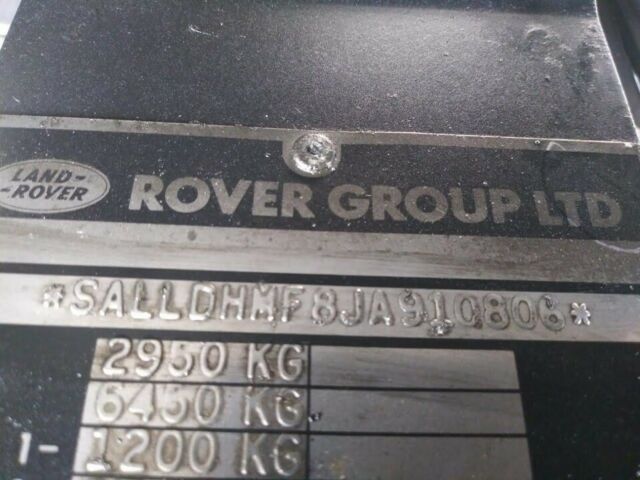 LAND-
-ROVER
ROVER GROUP LTD
*SALLDHMF8JA910806*
2950 KG
6450 KG
1- 1200 KG